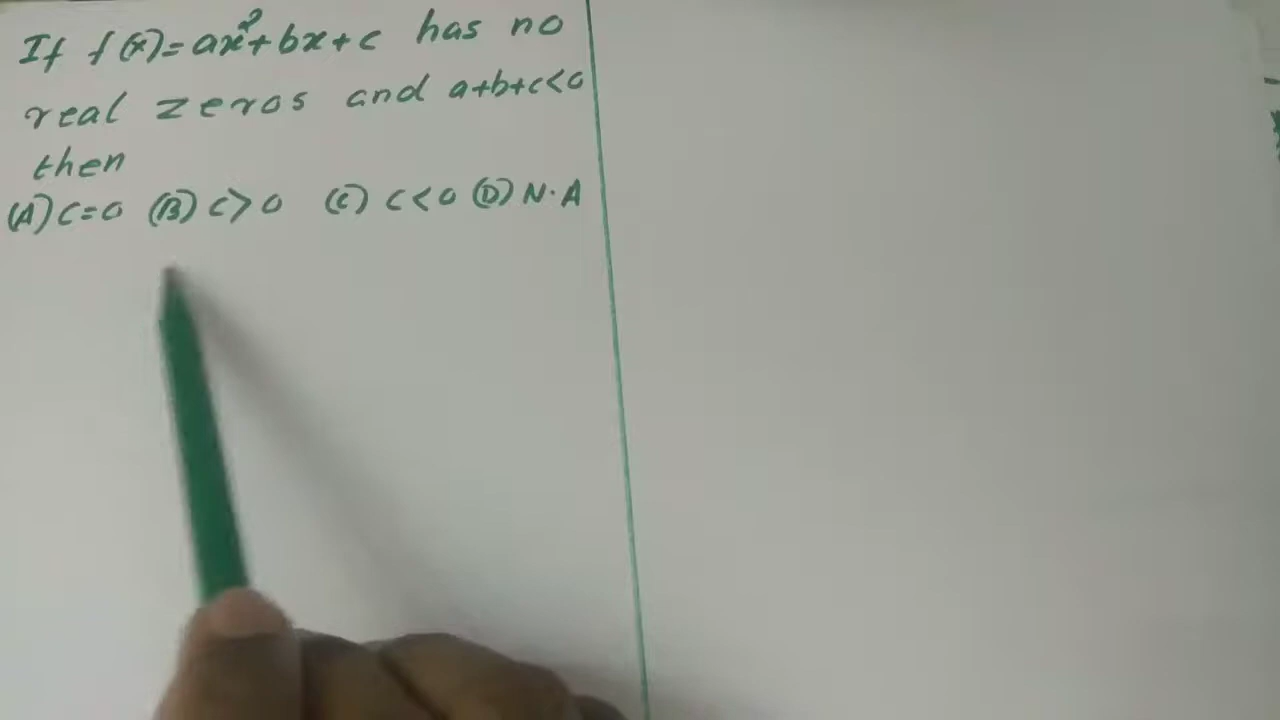 If f(x)=ax²+bx+c has no
real zeros and a+b+c<0
then
(A) C=0 (B) C>0 (C) C<0 (D) N.A